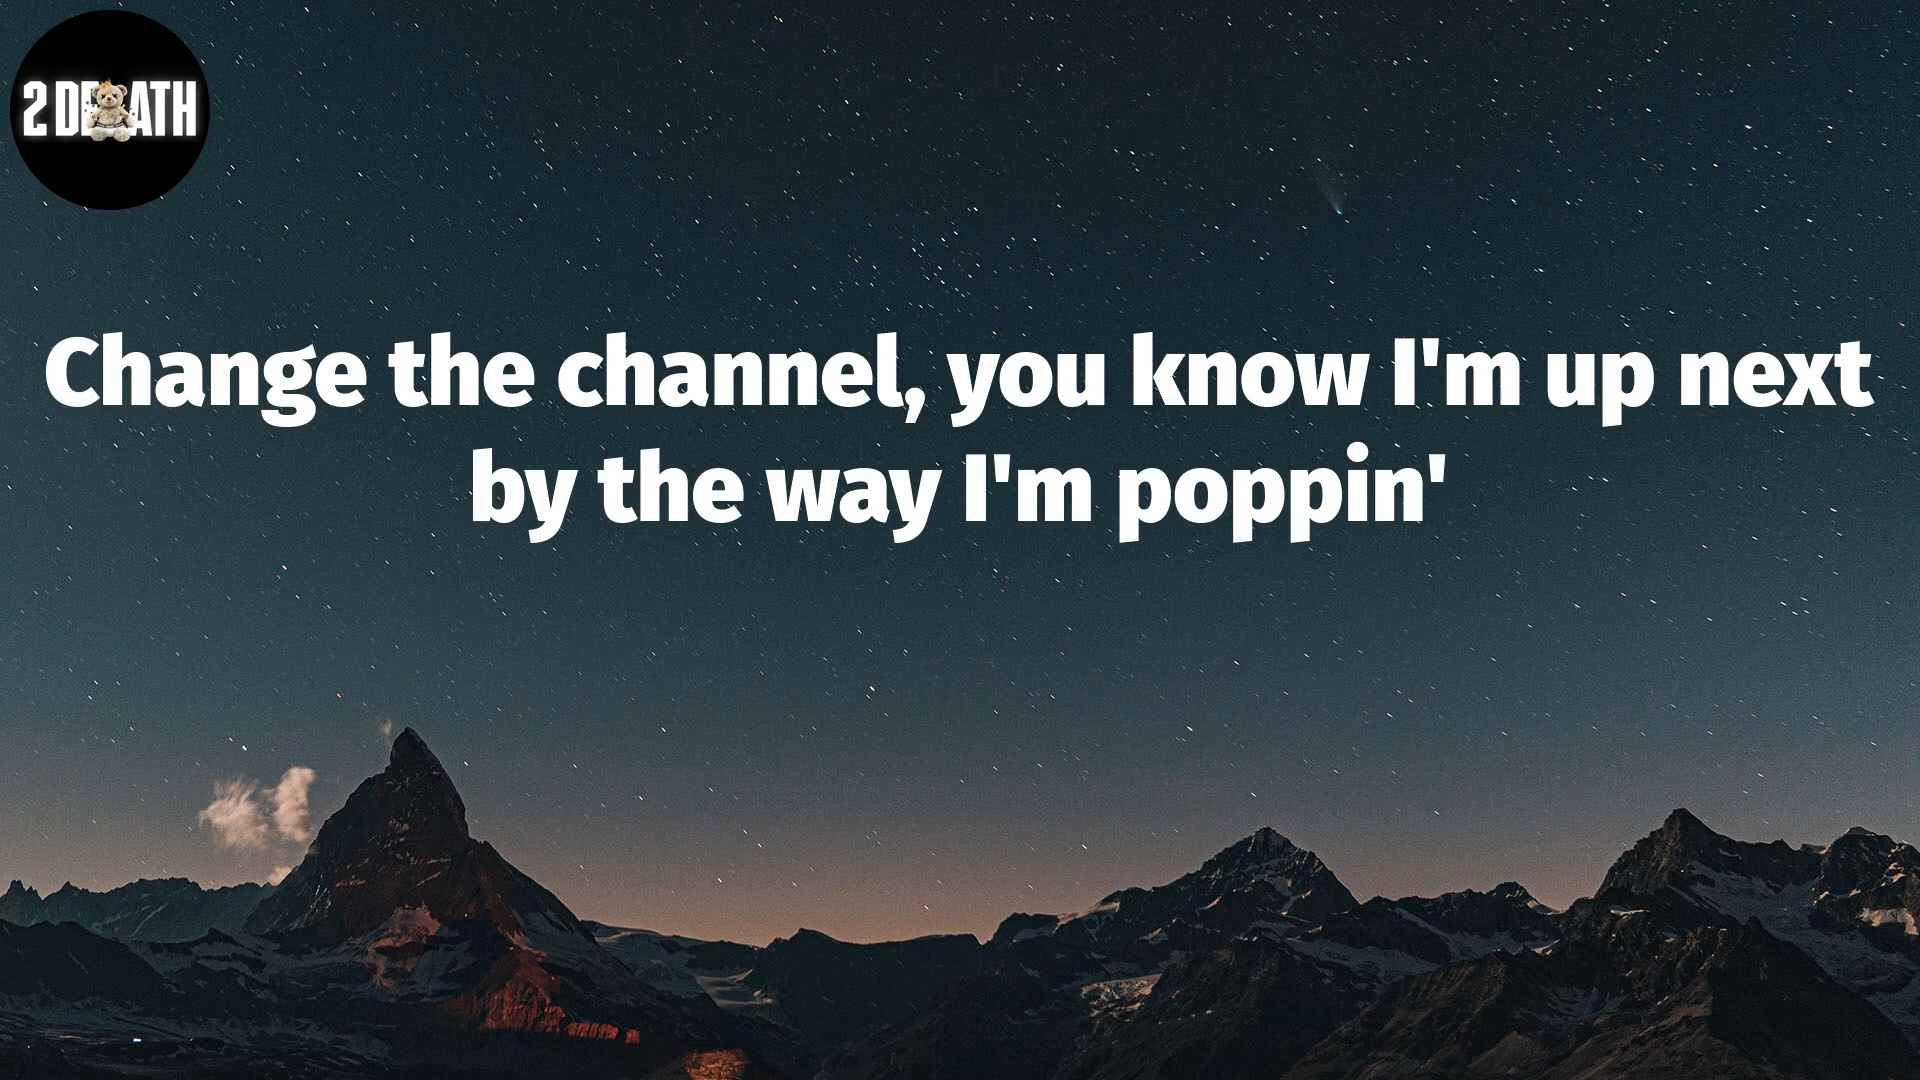 2 DEATH
Change the channel, you know I'm up next
by the way I'm poppin'